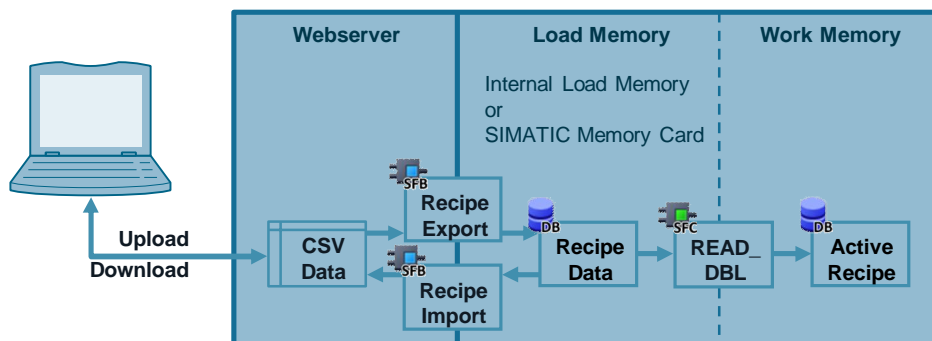 Webserver
Load Memory
Work Memory
Internal Load Memory
or
SIMATIC Memory Card
SFB
Recipe
Export
DB
Recipe
Data
SFC
READ_
DBL
DB
Active
Recipe
Upload
Download
CSV
Data
SFB
Recipe
Import